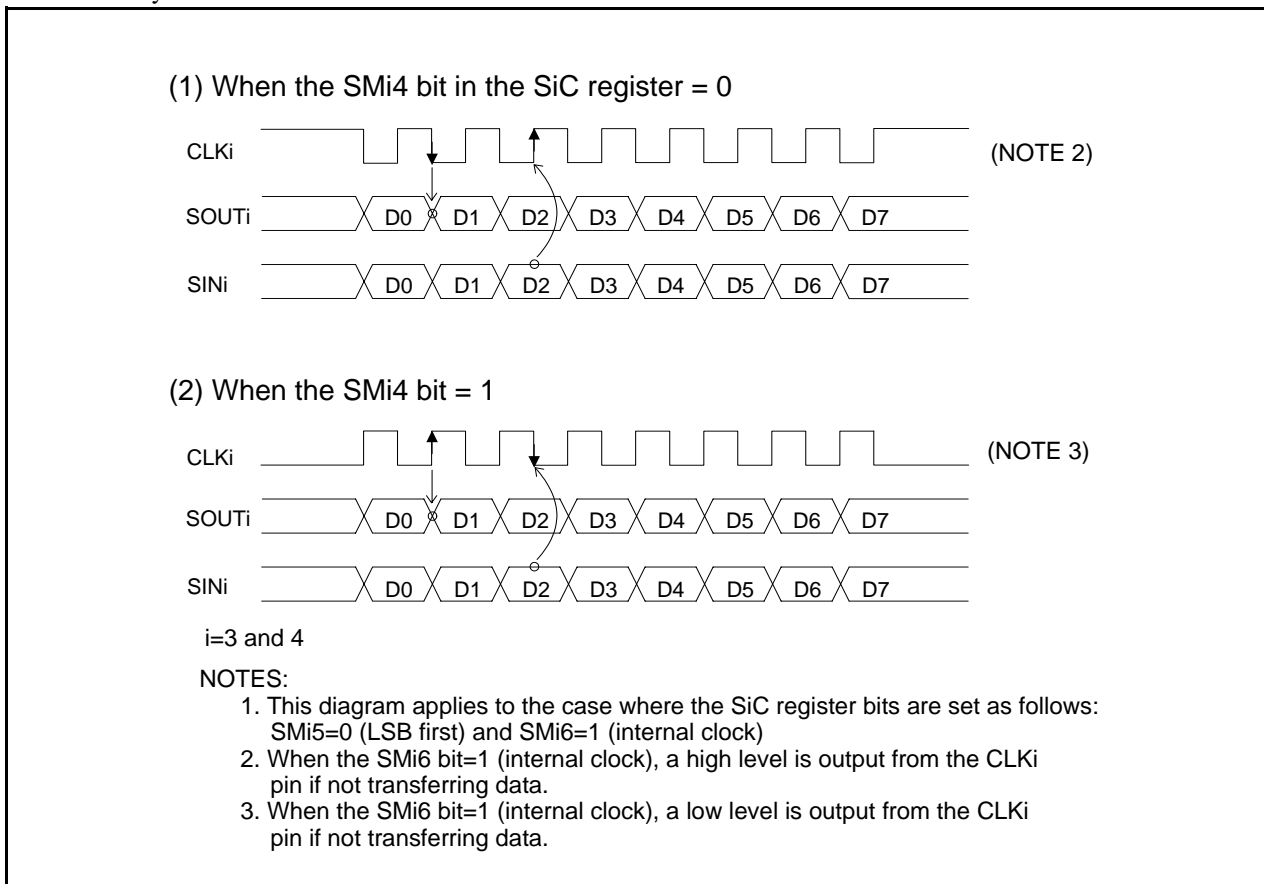 (1) When the SMi4 bit in the SiC register = 0
CLKi
(NOTE 2)
SOUTi D0 D1 D2 D3 D4 D5 D6 D7
SINi D0 D1 D2 D3 D4 D5 D6 D7
(2) When the SMi4 bit = 1
CLKi
(NOTE 3)
SOUTi D0 D1 D2 D3 D4 D5 D6 D7
SINi D0 D1 D2 D3 D4 D5 D6 D7
i=3 and 4
NOTES:
1. This diagram applies to the case where the SiC register bits are set as follows:
SMi5=0 (LSB first) and SMi6=1 (internal clock)
2. When the SMi6 bit=1 (internal clock), a high level is output from the CLKi
pin if not transferring data.
3. When the SMi6 bit=1 (internal clock), a low level is output from the CLKi
pin if not transferring data.